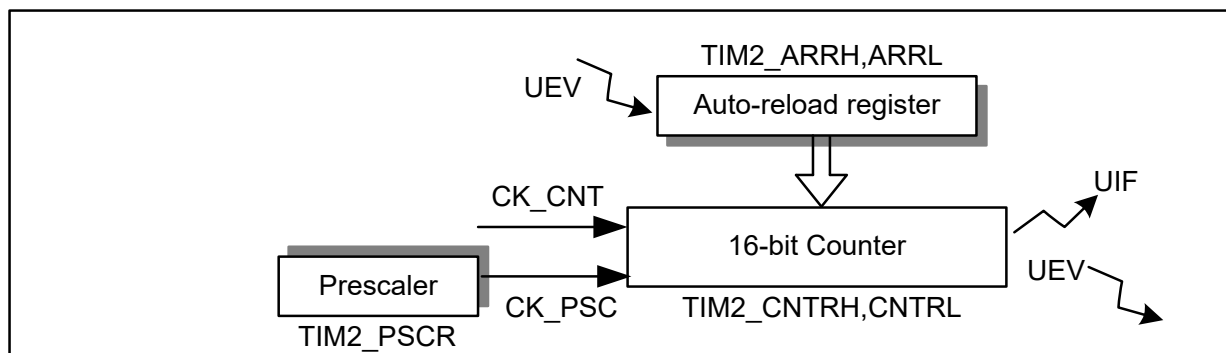 TIM2_ARRH,ARRL
UEV
Auto-reload register
CK_CNT
UIF
16-bit Counter
UEV
Prescaler
CK_PSC
TIM2_CNTRH,CNTRL
TIM2_PSCR